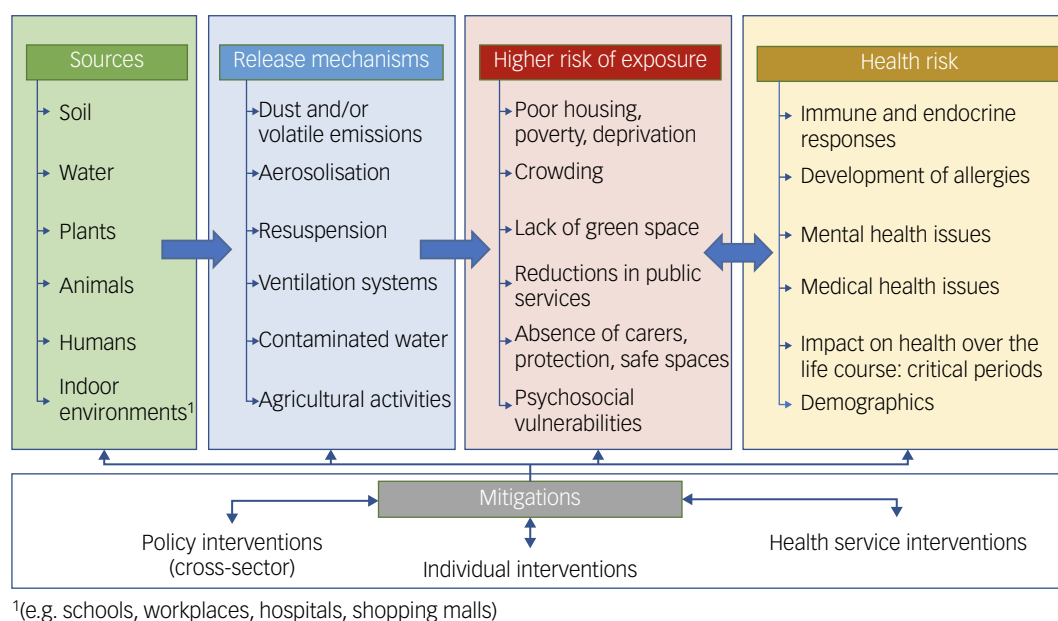 Sources
Soil
Water
Plants
Animals
Humans
Indoor
environments¹
Release mechanisms
Dust and/or
volatile emissions
Aerosolisation
Resuspension
Ventilation systems
Contaminated water
Agricultural activities
Higher risk of exposure
Poor housing,
poverty, deprivation
Crowding
Lack of green space
Reductions in public
services
Absence of carers,
protection, safe spaces
Psychosocial
vulnerabilities
Health risk
Immune and endocrine
responses
Development of allergies
Mental health issues
Medical health issues
Impact on health over the
life course: critical periods
Demographics
Mitigations
Policy interventions
(cross-sector)
Individual interventions
Health service interventions
¹(e.g. schools, workplaces, hospitals, shopping malls)